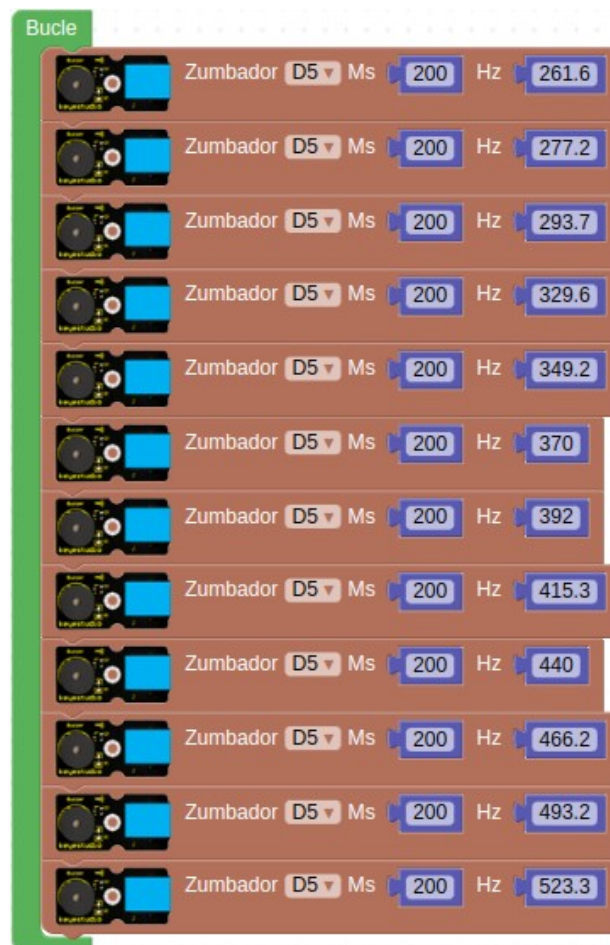 Bucle
Zumbador D5 Ms 200 Hz 261.6
Zumbador D5 Ms 200 Hz 277.2
Zumbador D5 Ms 200 Hz 293.7
Zumbador D5 Ms 200 Hz 329.6
Zumbador D5 Ms 200 Hz 349.2
Zumbador D5 Ms 200 Hz 370
Zumbador D5 Ms 200 Hz 392
Zumbador D5 Ms 200 Hz 415.3
Zumbador D5 Ms 200 Hz 440
Zumbador D5 Ms 200 Hz 466.2
Zumbador D5 Ms 200 Hz 493.2
Zumbador D5 Ms 200 Hz 523.3